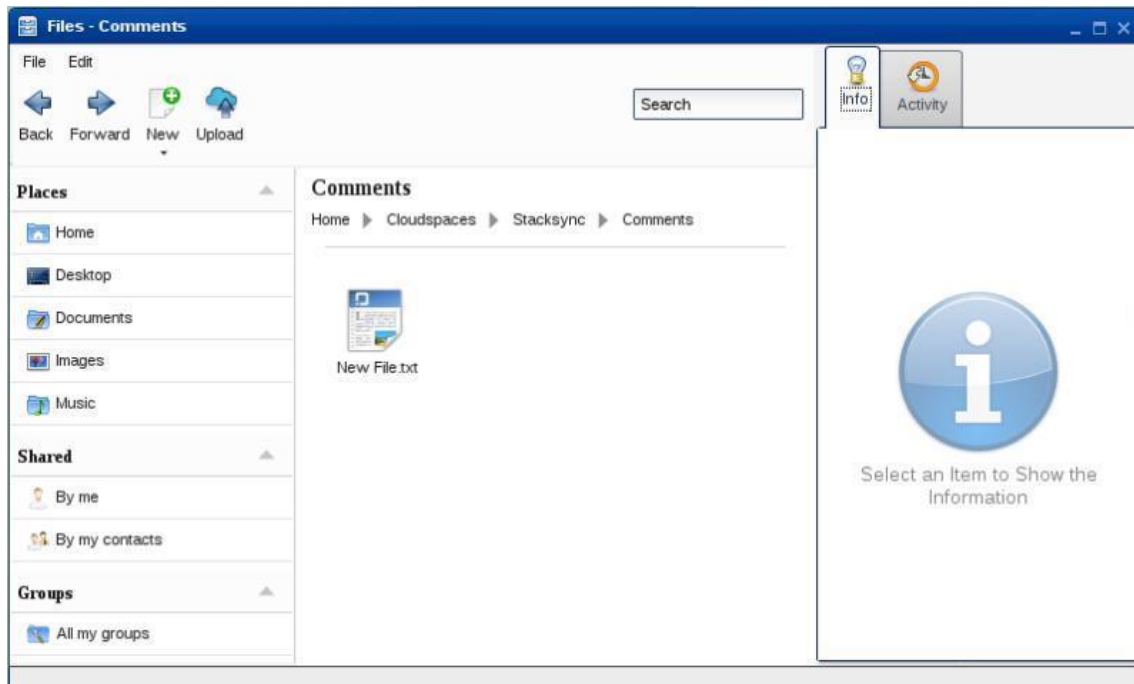 Files - Comments
File Edit
Back Forward New Upload
Search
Info
Activity
Places
Home
Desktop
Documents
Images
Music
Shared
By me
By my contacts
Groups
All my groups
Comments
Home Cloudspaces Stacksync Comments
New File.txt
Select an Item to Show the
Information